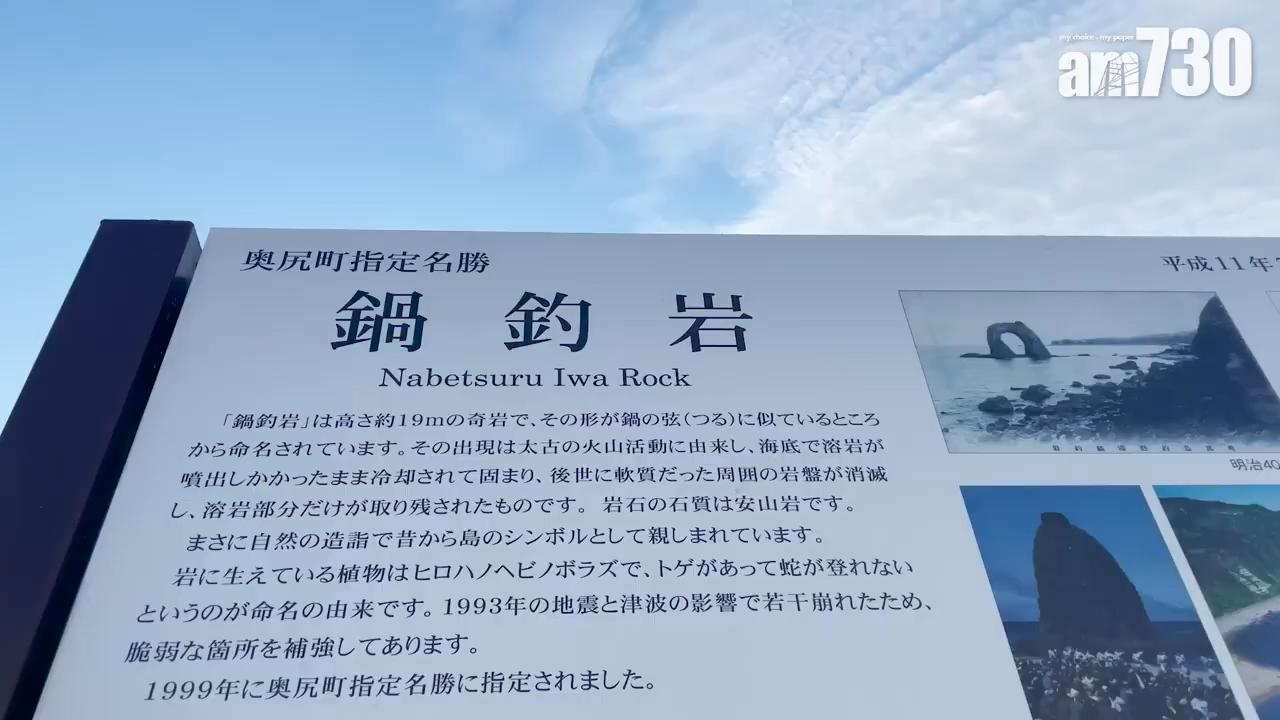 my choice . my paper
am730
奥尻町指定名勝
平成11年
鍋釣岩
Nabetsuru Iwa Rock
「鍋釣岩」は高さ約19mの奇岩で、その形が鍋の弦(つる)に似ているところ
から命名されています。その出現は太古の火山活動に由来し、海底で溶岩が
噴出しかかったまま冷却されて固まり、後世に軟質だった周囲の岩盤が消滅
し、溶岩部分だけが取り残されたものです。 岩石の石質は安山岩です。
まさに自然の造詣で昔から島のシンボルとして親しまれています。
岩に生えている植物はヒロハノヘビノボラズで、トゲがあって蛇が登れない
というのが命名の由来です。1993年の地震と津波の影響で若干崩れたため、
脆弱な箇所を補強してあります。
1999年に奥尻町指定名勝に指定されました。
明治40